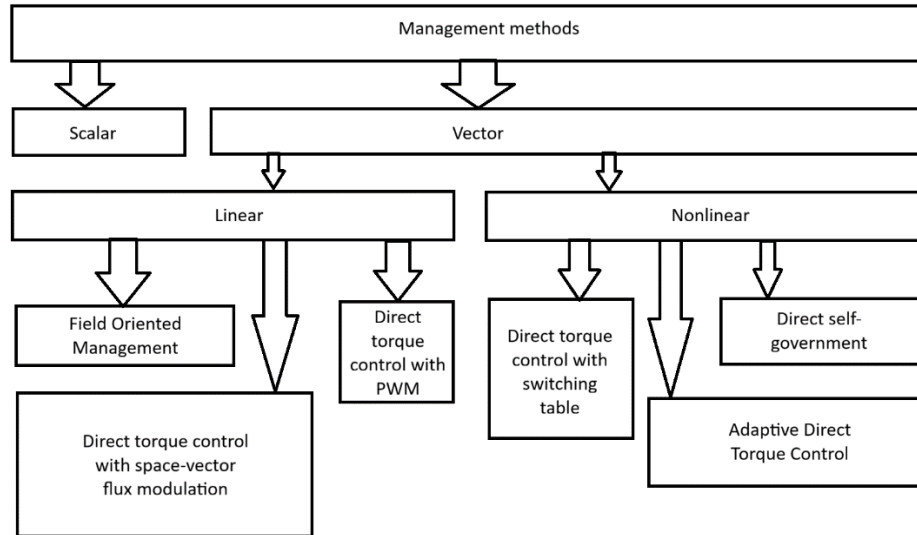 Management methods
Scalar
Vector
Linear
Nonlinear
Field Oriented
Management
Direct
torque
control with
PWM
Direct torque
control with
switching
table
Direct self-
government
Direct torque control
with space-vector
flux modulation
Adaptive Direct
Torque Control